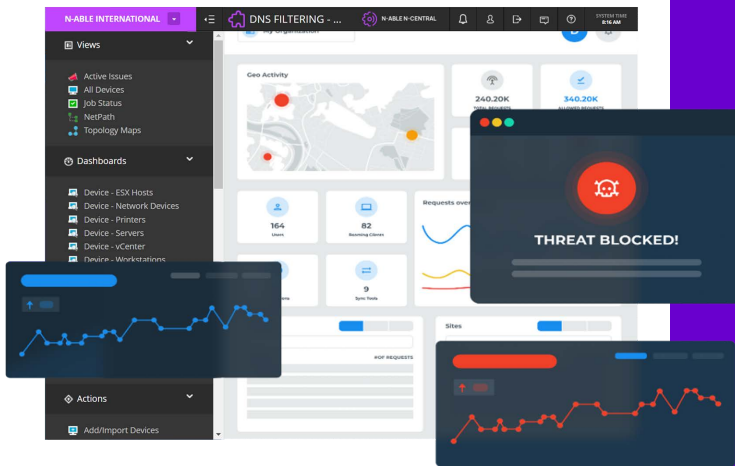 N-ABLE INTERNATIONAL
DNS FILTERING - ...
N-ABLE N-CENTRAL
SYSTEM TIME
8:16 AM
Views
Active Issues
All Devices
Job Status
NetPath
Topology Maps
Dashboards
Device - ESX Hosts
Device - Network Devices
Device - Printers
Device - Servers
Device - vCenter
Device - Workstations
Actions
Add/Import Devices
My Organization
Geo Activity
240.20K
TOTAL REQUESTS
340.20K
ALLOWED REQUESTS
164
Users
82
Roaming Clients
Requests over
9
Sync Tools
# OF REQUESTS
Sites
THREAT BLOCKED!